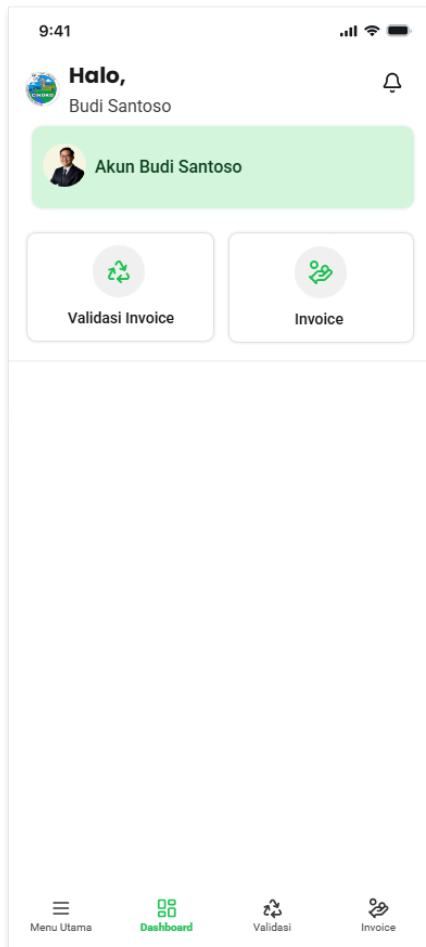 9:41
Halo,
Budi Santoso
Akun Budi Santoso
Validasi Invoice
Invoice
Menu Utama
Dashboard
Validasi
Invoice